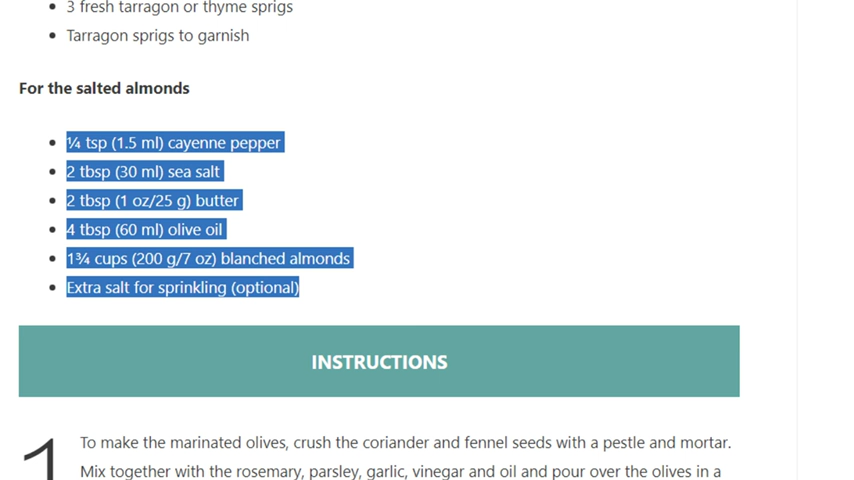 3 fresh tarragon or thyme sprigs
Tarragon sprigs to garnish
For the salted almonds
¼ tsp (1.5 ml) cayenne pepper
2 tbsp (30 ml) sea salt
2 tbsp (1 oz/25 g) butter
4 tbsp (60 ml) olive oil
1¾ cups (200 g/7 oz) blanched almonds
Extra salt for sprinkling (optional)
INSTRUCTIONS
1 To make the marinated olives, crush the coriander and fennel seeds with a pestle and mortar.
Mix together with the rosemary, parsley, garlic, vinegar and oil and pour over the olives in a